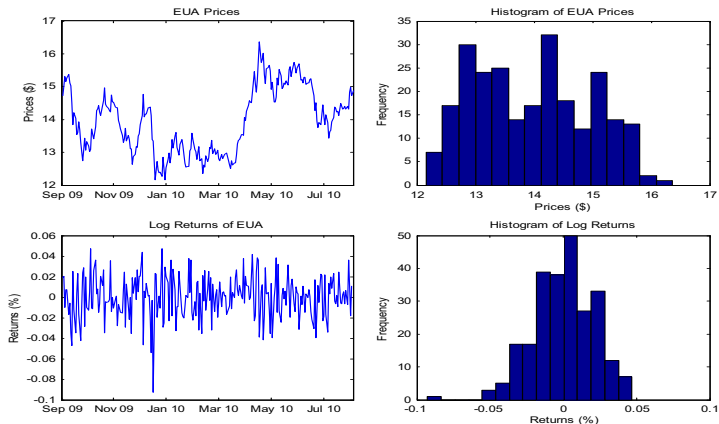 EUA Prices
17
16
15
14
13
12
Prices ($)
Sep 09 Nov 09 Jan 10 Mar 10 May 10 Jul 10
Histogram of EUA Prices
35
30
25
20
15
10
5
0
Frequency
12 13 14 15 16 17
Prices ($)
Log Returns of EUA
0.06
0.04
0.02
0
-0.02
-0.04
-0.06
-0.08
-0.1
Returns (%)
Sep 09 Nov 09 Jan 10 Mar 10 May 10 Jul 10
Histogram of Log Returns
50
40
30
20
10
0
Frequency
-0.1 -0.05 0 0.05 0.1
Returns (%)